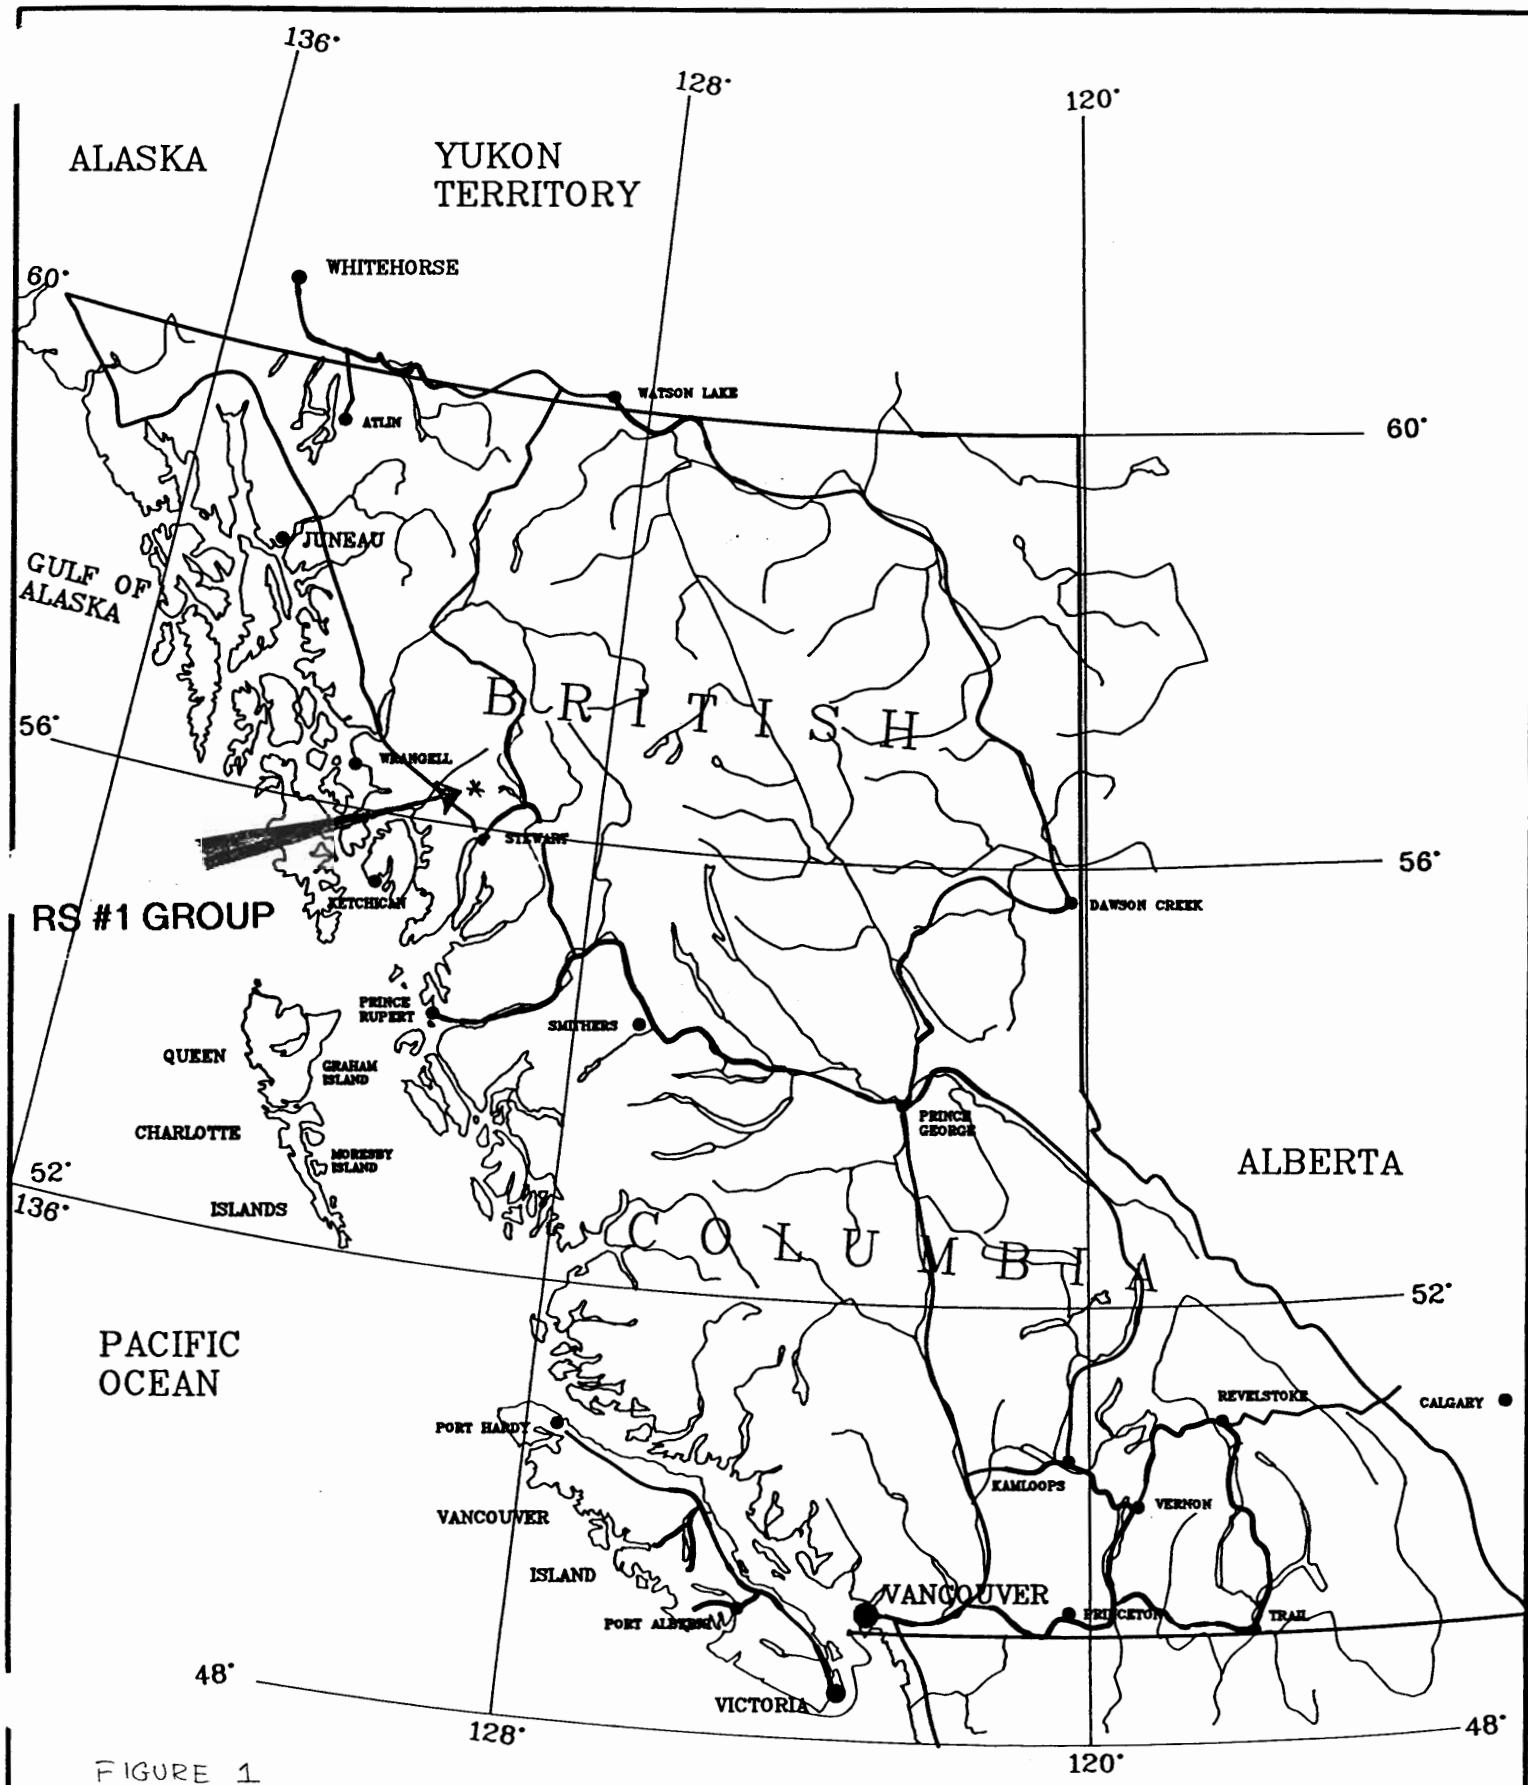 136°
128°
120°
ALASKA
YUKON
TERRITORY
WHITEHORSE
60°
WATSON LAKE
ATLIN
60°
JUNEAU
GULF OF
ALASKA
BRITISH
56°
WRANGELL
*
STEWART
56°
KETCHICAN
DAWSON CREEK
RS #1 GROUP
PRINCE
RUPERT
SMITHERS
QUEEN
GRAHAM
ISLAND
PRINCE
GEORGE
CHARLOTTE
MORESBY
ISLAND
ALBERTA
52°
136°
ISLANDS
COLUMBIA
52°
PACIFIC
OCEAN
REVELSTOKE
CALGARY
PORT HARDY
KAMLOOPS
VERNON
VANCOUVER
ISLAND
VANCOUVER
PRINCETON
TRAIL
PORT ALBERNI
48°
VICTORIA
128°
48°
120°
FIGURE 1